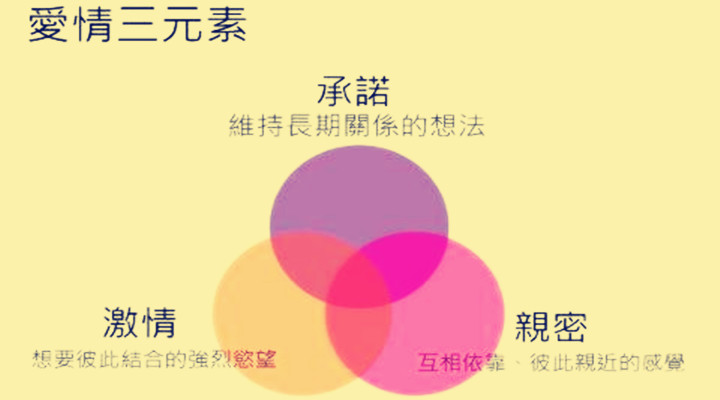 愛情三元素
承諾
維持長期關係的想法
激情
想要彼此結合的強烈慾望
親密
互相依靠、彼此親近的感覺